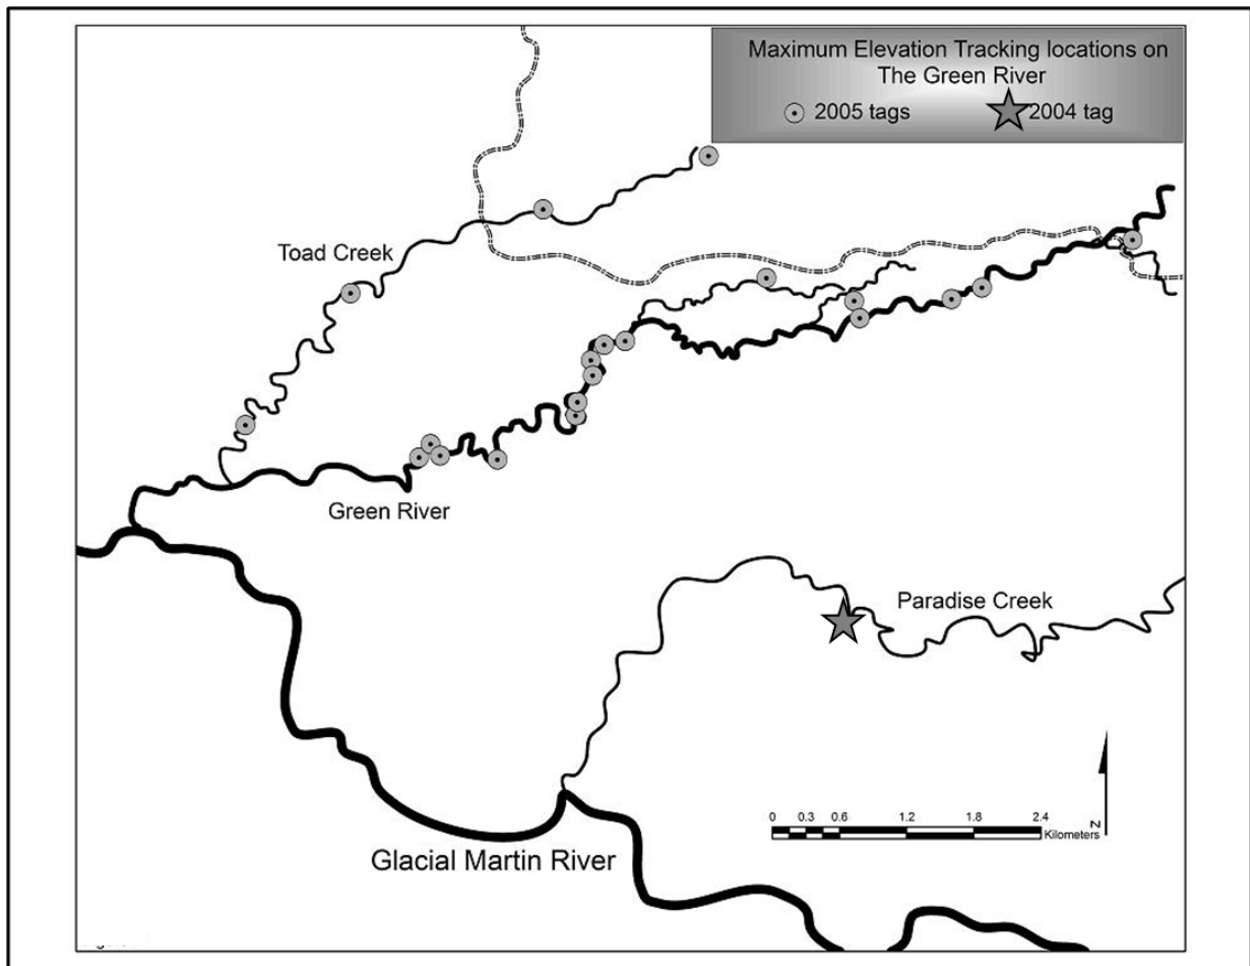 Maximum Elevation Tracking locations on
The Green River
2005 tags
2004 tag
Toad Creek
Green River
Paradise Creek
0 0.3 0.6 1.2 1.8 2.4
Kilometers
N
Glacial Martin River